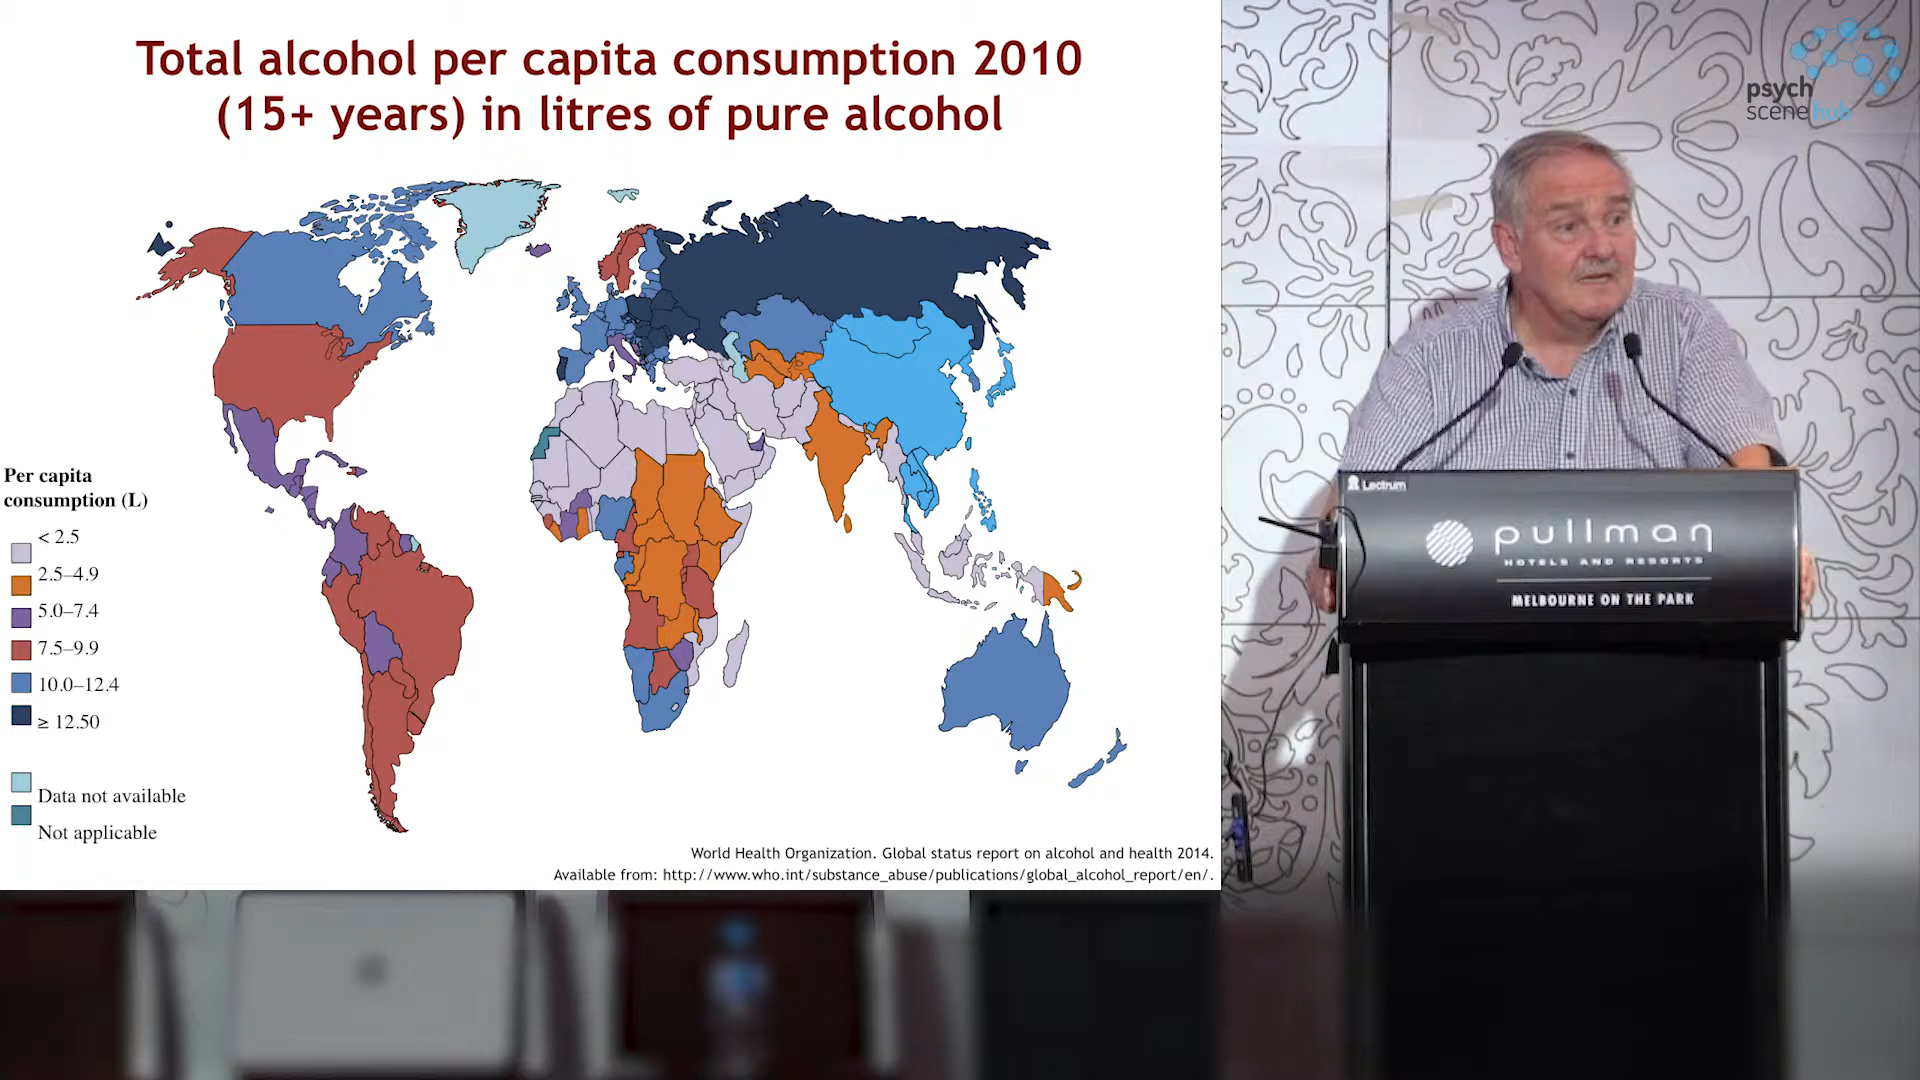 Total alcohol per capita consumption 2010
(15+ years) in litres of pure alcohol
Per capita
consumption (L)
< 2.5
2.5–4.9
5.0–7.4
7.5–9.9
10.0–12.4
≥ 12.50
Data not available
Not applicable
World Health Organization. Global status report on alcohol and health 2014.
Available from: http://www.who.int/substance_abuse/publications/global_alcohol_report/en/.
psych
scene hub
Lectrum
pullman
HOTELS AND RESORTS
MELBOURNE ON THE PARK